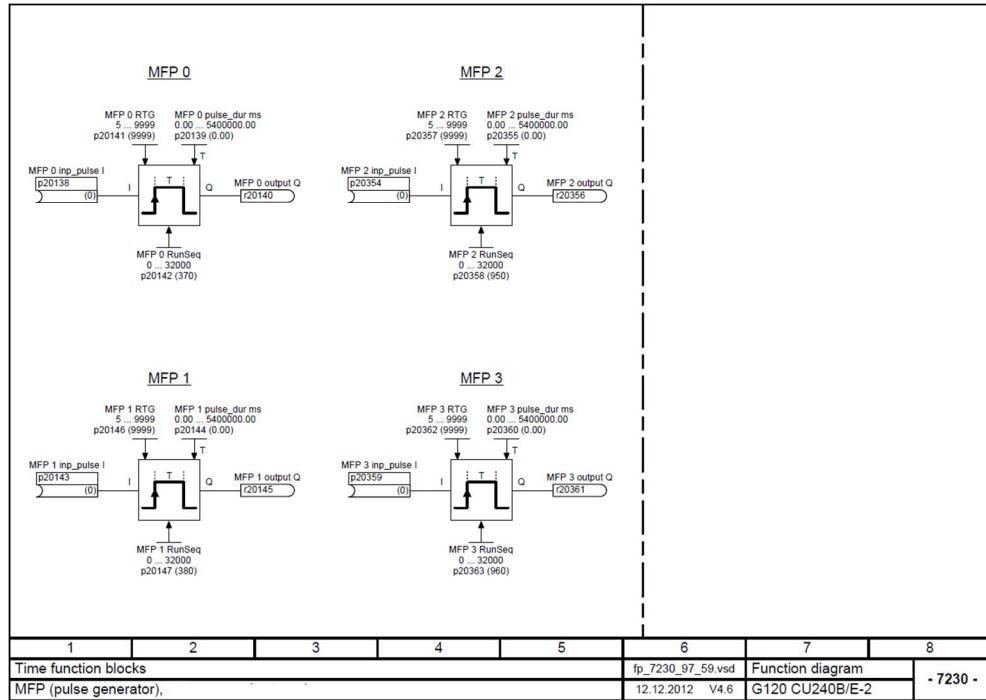 MFP 0
MFP 0 RTG
5 ... 9999
p20141 (9999)
MFP 0 pulse_dur ms
0.00 ... 5400000.00
p20139 (0.00)
T
MFP 0 inp_pulse I
p20138
(0)
I
T
Q
MFP 0 output Q
r20140
MFP 0 RunSeq
0 ... 32000
p20142 (370)
MFP 2
MFP 2 RTG
5 ... 9999
p20357 (9999)
MFP 2 pulse_dur ms
0.00 ... 5400000.00
p20355 (0.00)
T
MFP 2 inp_pulse I
p20354
(0)
I
T
Q
MFP 2 output Q
r20356
MFP 2 RunSeq
0 ... 32000
p20358 (950)
MFP 1
MFP 1 RTG
5 ... 9999
p20146 (9999)
MFP 1 pulse_dur ms
0.00 ... 5400000.00
p20144 (0.00)
T
MFP 1 inp_pulse I
p20143
(0)
I
T
Q
MFP 1 output Q
r20145
MFP 1 RunSeq
0 ... 32000
p20147 (380)
MFP 3
MFP 3 RTG
5 ... 9999
p20362 (9999)
MFP 3 pulse_dur ms
0.00 ... 5400000.00
p20360 (0.00)
T
MFP 3 inp_pulse I
p20359
(0)
I
T
Q
MFP 3 output Q
r20361
MFP 3 RunSeq
0 ... 32000
p20363 (960)
1 2 3 4 5 6 7 8
Time function blocks fp_7230_97_59.vsd Function diagram - 7230 -
MFP (pulse generator), 12.12.2012 V4.6 G120 CU240B/E-2